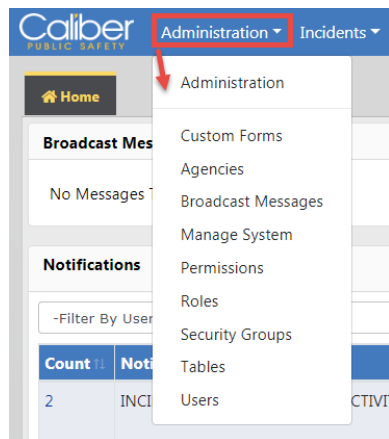 Caliber
PUBLIC SAFETY
Administration
Incidents
Home
Administration
Custom Forms
Agencies
Broadcast Messages
Manage System
Permissions
Roles
Security Groups
Tables
Users
Broadcast Mes
No Messages
Notifications
-Filter By User
Count Noti
2 INCI CTIVI